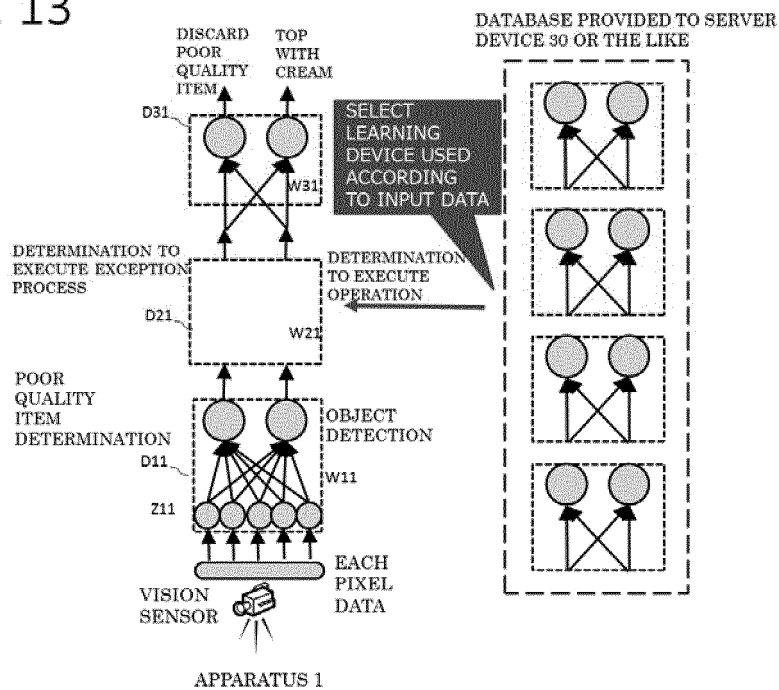 13
DATABASE PROVIDED TO SERVER
DEVICE 30 OR THE LIKE
DISCARD
POOR
QUALITY
ITEM
TOP
WITH
CREAM
D31
W31
SELECT
LEARNING
DEVICE USED
ACCORDING
TO INPUT DATA
DETERMINATION TO
EXECUTE EXCEPTION
PROCESS
TO EXECUTE
OPERATION
D21
W21
POOR
QUALITY
ITEM
DETERMINATION
OBJECT
DETECTION
D11
W11
Z11
EACH
PIXEL
DATA
VISION
SENSOR
APPARATUS 1